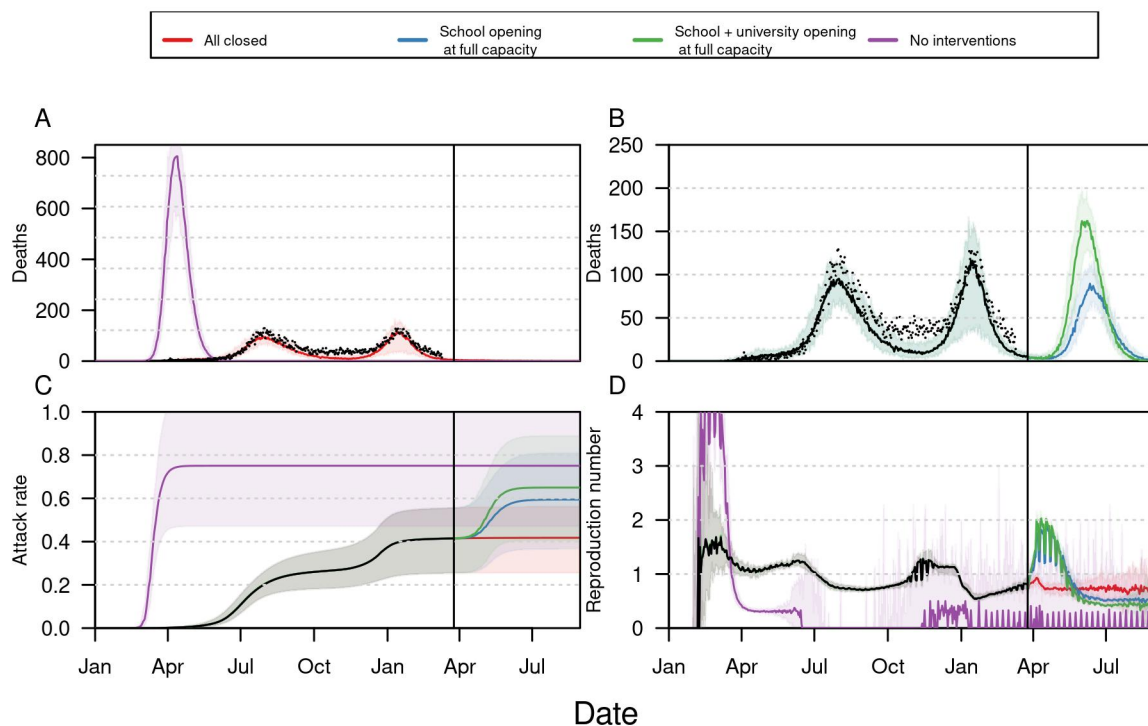 All closed
School opening
at full capacity
School + university opening
at full capacity
No interventions
A
B
Deaths
800
600
400
200
0
Deaths
250
200
150
100
50
0
C
D
Attack rate
1.0
0.8
0.6
0.4
0.2
0.0
Jan Apr Jul Oct Jan Apr Jul
Reproduction number
4
3
2
1
0
Jan Apr Jul Oct Jan Apr Jul
Date